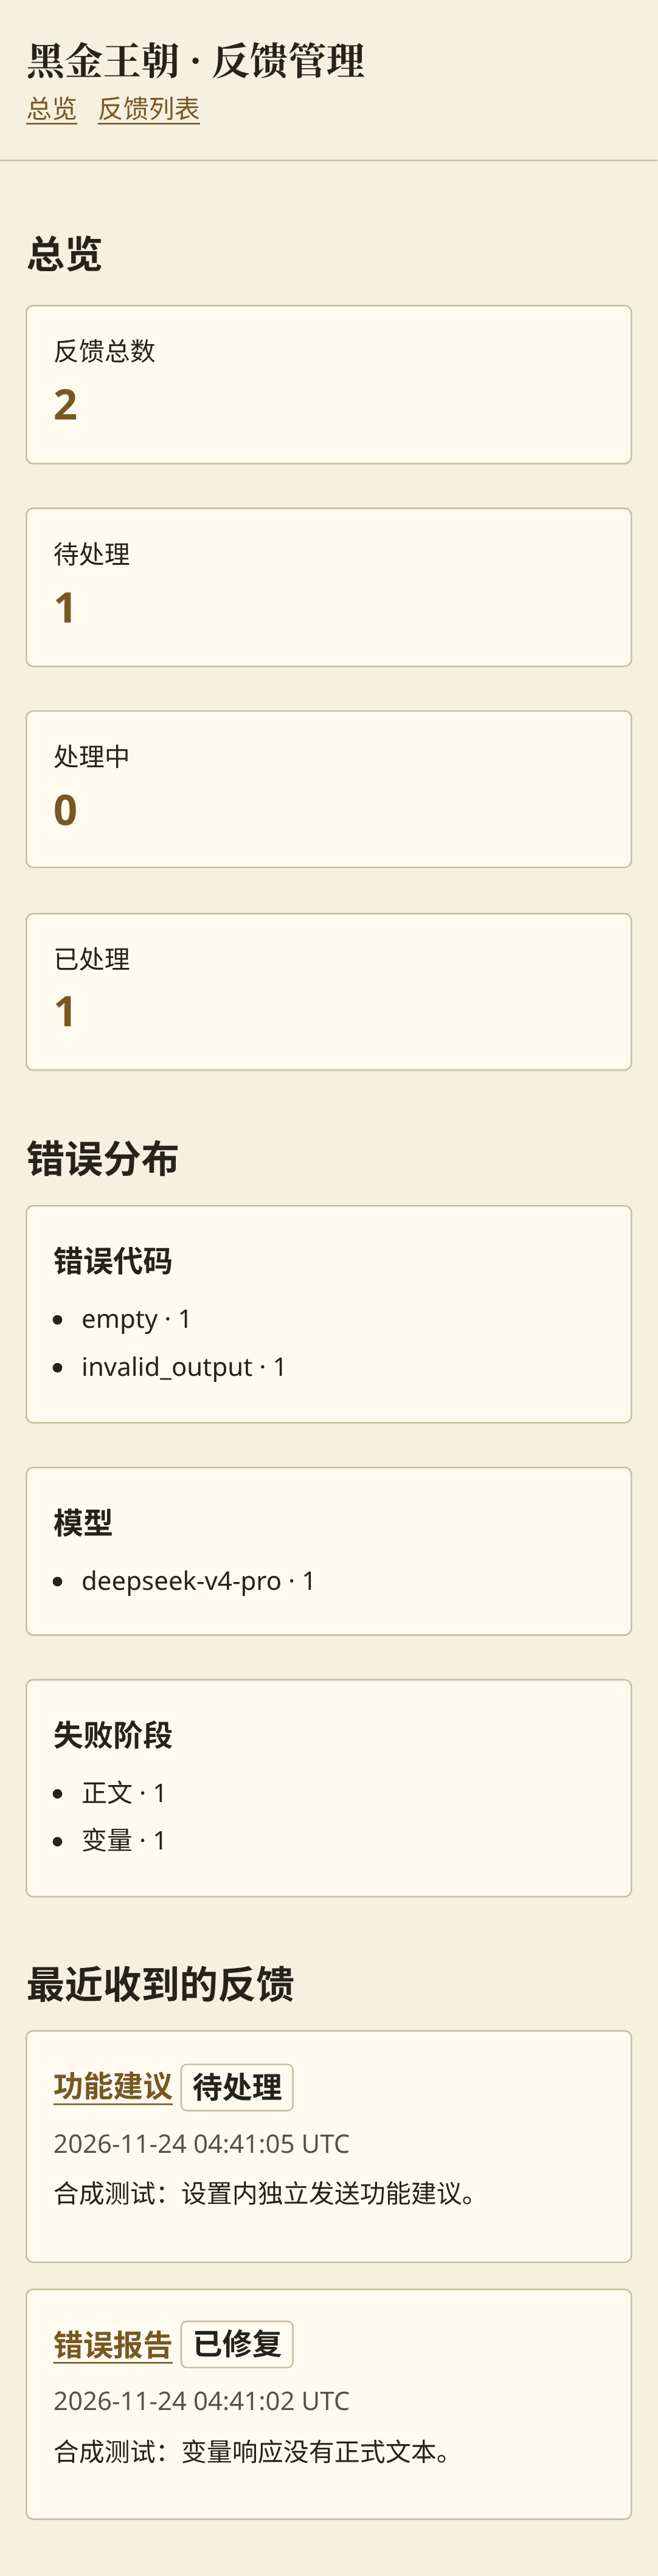 黑金王朝 · 反馈管理
总览 反馈列表
总览
反馈总数
2
待处理
1
处理中
0
已处理
1
错误分布
错误代码
• empty · 1
• invalid_output · 1
模型
• deepseek-v4-pro · 1
失败阶段
• 正文 · 1
• 变量 · 1
最近收到的反馈
功能建议 待处理
2026-11-24 04:41:05 UTC
合成测试：设置内独立发送功能建议。
错误报告 已修复
2026-11-24 04:41:02 UTC
合成测试：变量响应没有正式文本。